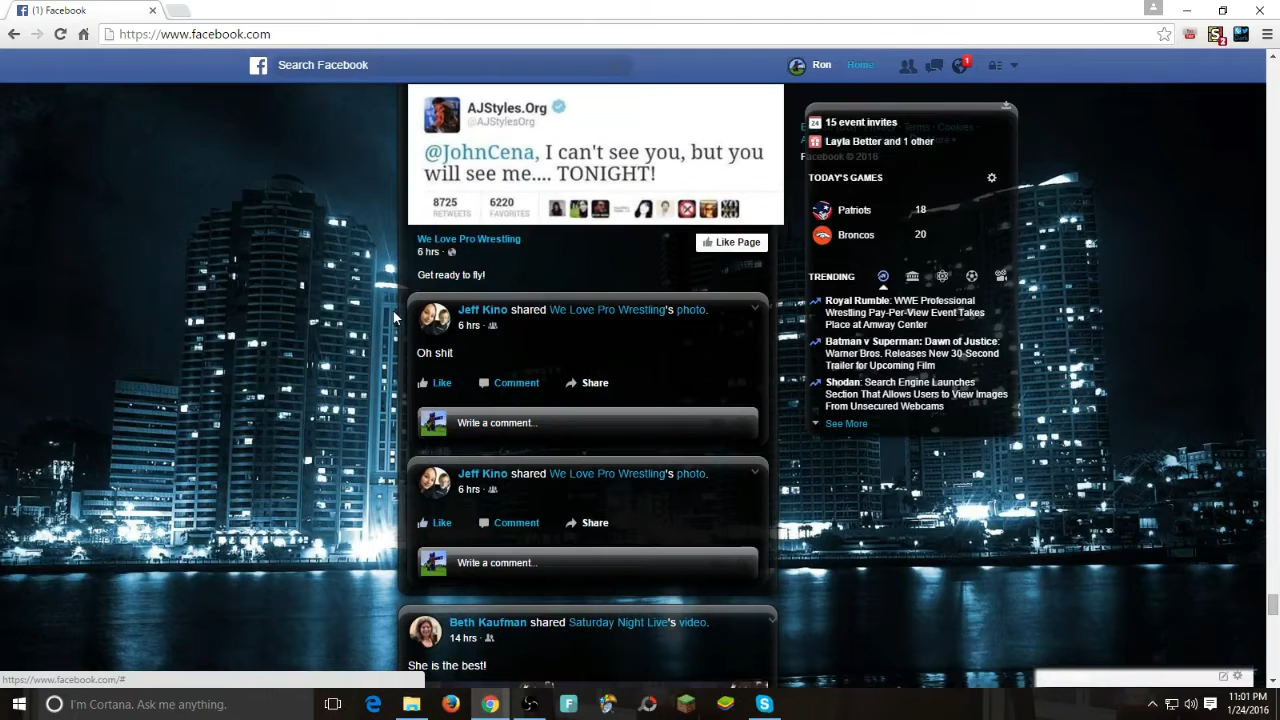 (1) Facebook
https://www.facebook.com
Search Facebook
Ron
Home
1
AJStyles.Org
@AJStylesOrg
@JohnCena, I can't see you, but you
will see me.... TONIGHT!
8725
RETWEETS
6220
FAVORITES
We Love Pro Wrestling
6 hrs ·
Like Page
Get ready to fly!
Jeff Kino shared We Love Pro Wrestling's photo.
6 hrs ·
Oh shit
Like Comment Share
Write a comment...
Jeff Kino shared We Love Pro Wrestling's photo.
6 hrs ·
Like Comment Share
Write a comment...
Beth Kaufman shared Saturday Night Live's video.
14 hrs ·
She is the best!
24 15 event invites
Layla Better and 1 other
Terms · Cookies ·
Facebook © 2016
TODAY'S GAMES
Patriots 18
Broncos 20
TRENDING
Royal Rumble: WWE Professional
Wrestling Pay-Per-View Event Takes
Place at Amway Center
Batman v Superman: Dawn of Justice:
Warner Bros. Releases New 30-Second
Trailer for Upcoming Film
Shodan: Search Engine Launches
Section That Allows Users to View Images
From Unsecured Webcams
See More
https://www.facebook.com/#
I'm Cortana. Ask me anything.
11:01 PM
1/24/2016